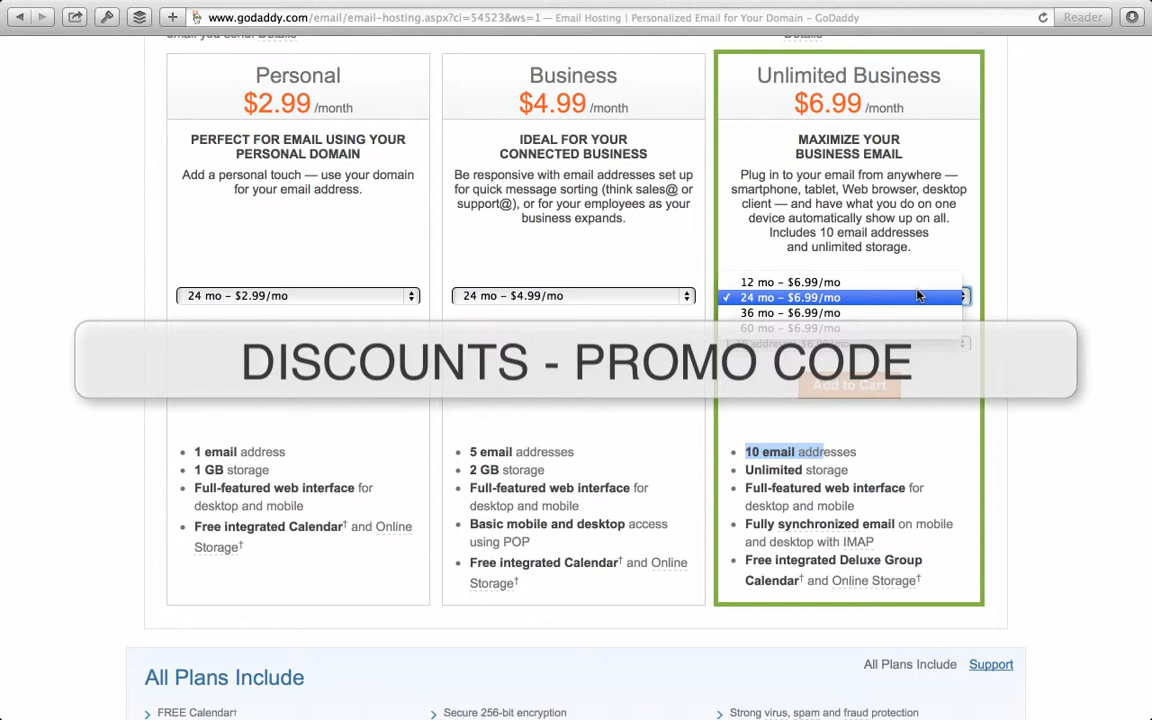 www.godaddy.com/email/email-hosting.aspx?ci=54523&ws=1 — Email Hosting | Personalized Email for Your Domain – GoDaddy
Reader
email you send. Details
Details
Personal
$2.99 /month
PERFECT FOR EMAIL USING YOUR
PERSONAL DOMAIN
Add a personal touch — use your domain
for your email address.
24 mo – $2.99/mo
1 email address
1 GB storage
Full-featured web interface for
desktop and mobile
Free integrated Calendar† and Online
Storage†
Business
$4.99 /month
IDEAL FOR YOUR
CONNECTED BUSINESS
Be responsive with email addresses set up
for quick message sorting (think sales@ or
support@), or for your employees as your
business expands.
24 mo – $4.99/mo
5 email addresses
2 GB storage
Full-featured web interface for
desktop and mobile
Basic mobile and desktop access
using POP
Free integrated Calendar† and Online
Storage†
Unlimited Business
$6.99 /month
MAXIMIZE YOUR
BUSINESS EMAIL
Plug in to your email from anywhere —
smartphone, tablet, Web browser, desktop
client — and have what you do on one
device automatically show up on all.
Includes 10 email addresses
and unlimited storage.
12 mo – $6.99/mo
✓ 24 mo – $6.99/mo
36 mo – $6.99/mo
60 mo – $6.99/mo
DISCOUNTS - PROMO CODE
Add to Cart
10 email addresses
Unlimited storage
Full-featured web interface for
desktop and mobile
Fully synchronized email on mobile
and desktop with IMAP
Free integrated Deluxe Group
Calendar† and Online Storage†
All Plans Include
All Plans Include Support
FREE Calendar†
Secure 256-bit encryption
Strong virus, spam and fraud protection